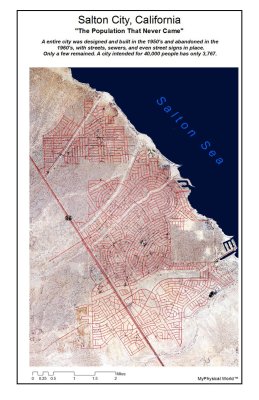 Salton City, California
"The Population That Never Came"
A entire city was designed and built in the 1950's and abandoned in the
1960's, with streets, sewers, and even street signs in place.
Only a few remained. A city intended for 40,000 people has only 3,767.
Salton Sea
Miles
0 0.25 0.5 1 1.5 2
MyPhysical World™